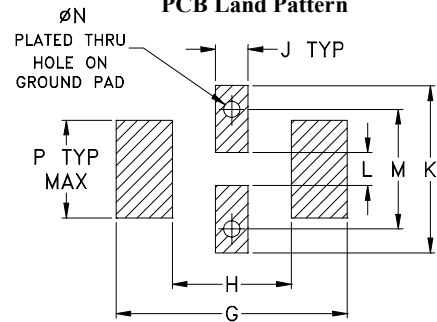 PCB Land Pattern
ØN
PLATED THRU
HOLE ON
GROUND PAD
J TYP
P TYP
MAX
L
M
K
H
G